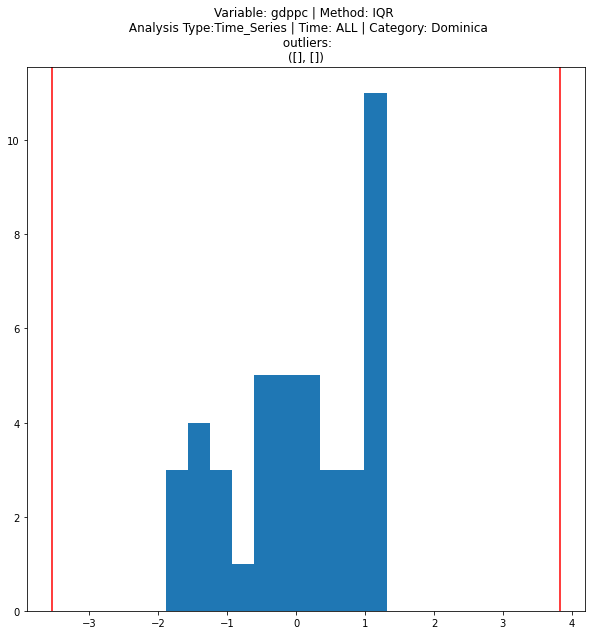 Variable: gdppc | Method: IQR
Analysis Type:Time_Series | Time: ALL | Category: Dominica
outliers:
([], [])
10
8
6
4
2
0
−3 −2 −1 0 1 2 3 4